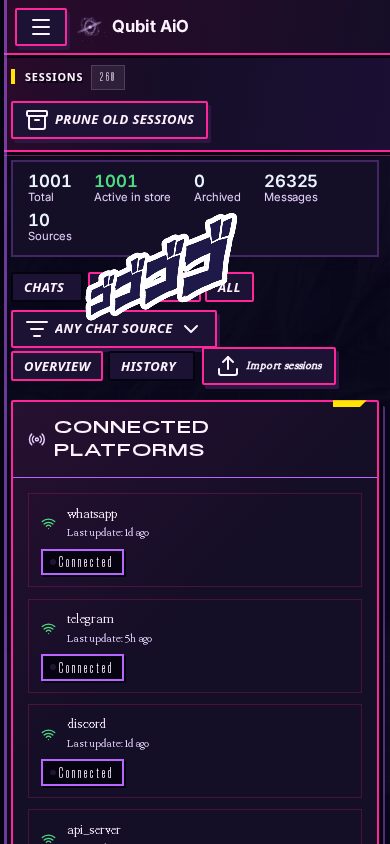 Qubit AiO
SESSIONS 260
PRUNE OLD SESSIONS
1001 1001 0 26325
Total Active in store Archived Messages
10
Sources
ゴゴゴゴ
CHATS ALL
ANY CHAT SOURCE
OVERVIEW HISTORY Import sessions
CONNECTED
PLATFORMS
whatsapp
Last update: 1d ago
Connected
telegram
Last update: 5h ago
Connected
discord
Last update: 1d ago
Connected
api_server